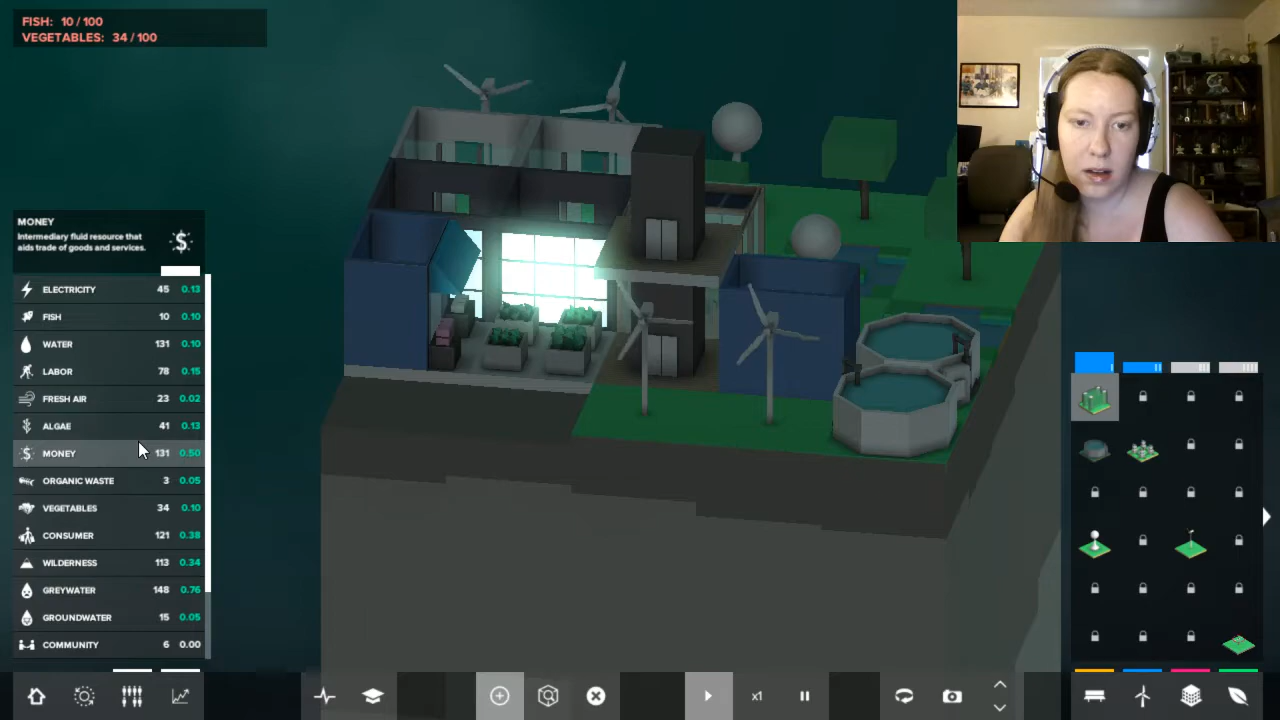 FISH: 10 / 100
VEGETABLES: 34 / 100
MONEY
Intermediary fluid resource that
aids trade of goods and services.
ELECTRICITY 45 0.13
FISH 10 0.10
WATER 131 0.10
LABOR 78 0.15
FRESH AIR 23 0.02
ALGAE 41 0.13
MONEY 131 0.50
ORGANIC WASTE 3 0.05
VEGETABLES 34 0.10
CONSUMER 121 0.38
WILDERNESS 113 0.34
GREYWATER 148 0.76
GROUNDWATER 15 0.05
COMMUNITY 6 0.00
x1